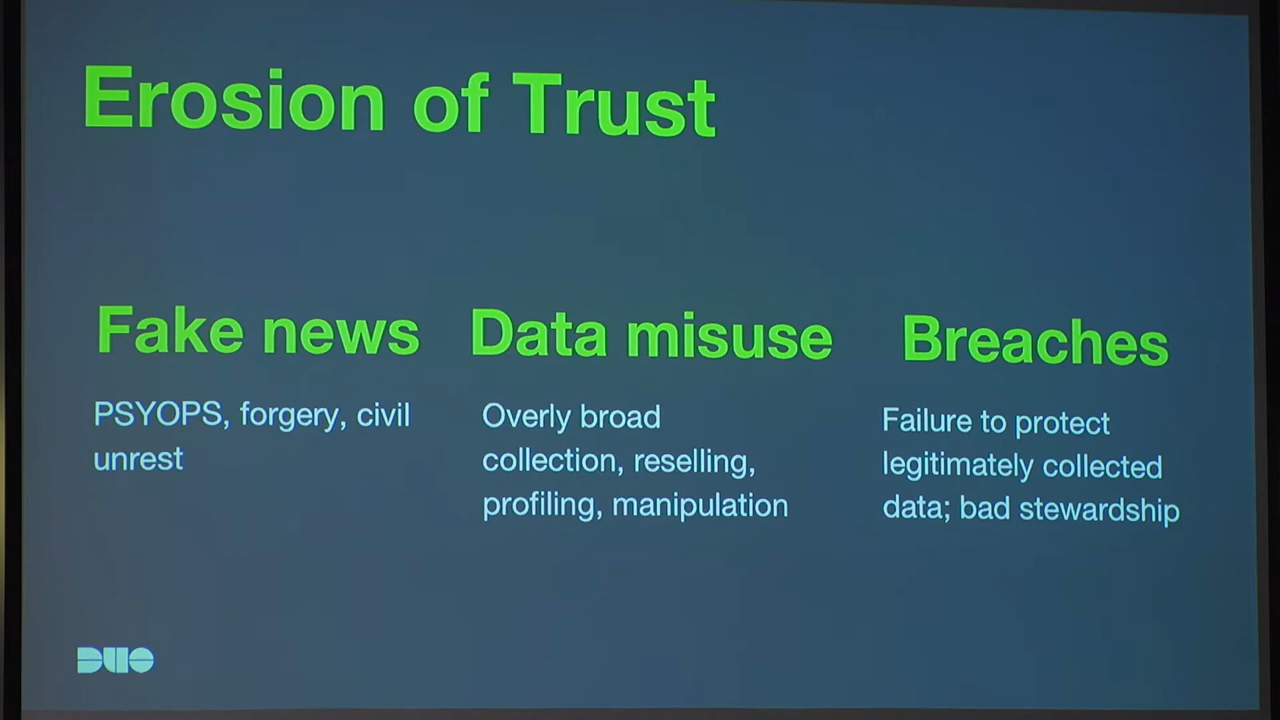 Erosion of Trust
Fake news
PSYOPS, forgery, civil
unrest
Data misuse
Overly broad
collection, reselling,
profiling, manipulation
Breaches
Failure to protect
legitimately collected
data; bad stewardship
DUO